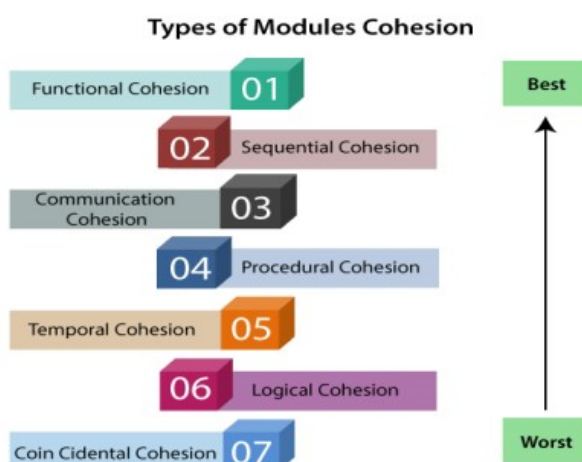 Types of Modules Cohesion
Functional Cohesion 01
Best
02 Sequential Cohesion
Communication
Cohesion 03
04 Procedural Cohesion
Temporal Cohesion 05
06 Logical Cohesion
Coin Cidental Cohesion 07
Worst